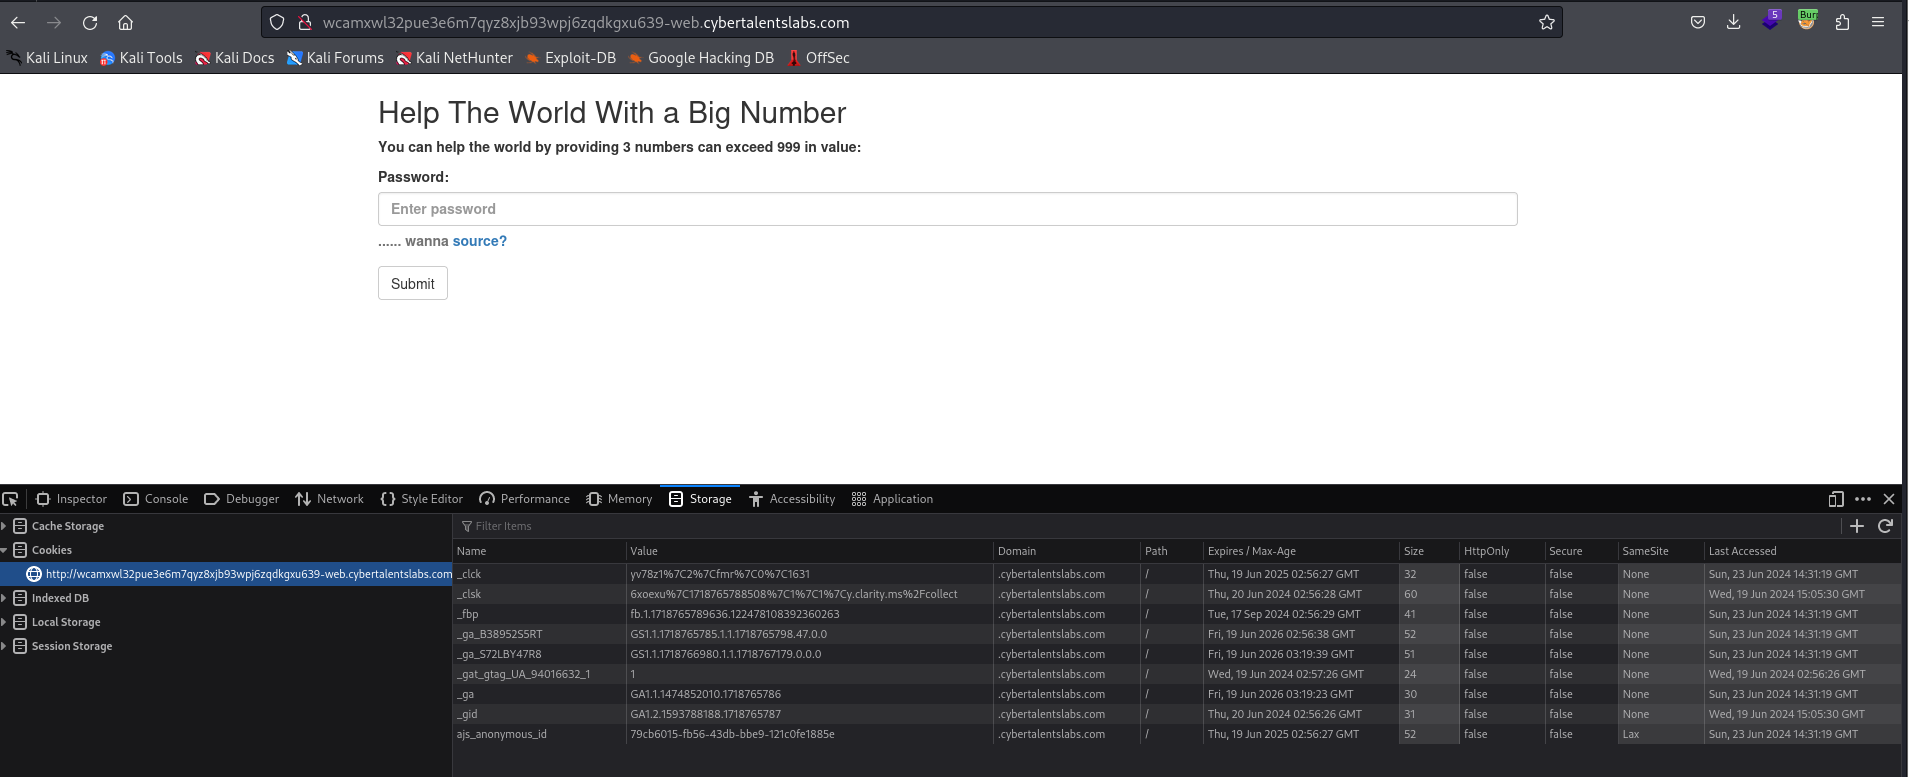 wcamxwl32pue3e6m7qyz8xjb93wpj6zqdkgxu639-web.cybertalentslabs.com
5
Burp
Kali Linux Kali Tools Kali Docs Kali Forums Kali NetHunter Exploit-DB Google Hacking DB OffSec
Help The World With a Big Number
You can help the world by providing 3 numbers can exceed 999 in value:
Password:
Enter password
...... wanna source?
Submit
Inspector Console Debugger Network Style Editor Performance Memory Storage Accessibility Application
Cache Storage
Cookies
http://wcamxwl32pue3e6m7qyz8xjb93wpj6zqdkgxu639-web.cybertalentslabs.com
Indexed DB
Local Storage
Session Storage
Filter Items
Name Value Domain Path Expires / Max-Age Size HttpOnly Secure SameSite Last Accessed
_clck yv78z1%7C2%7Cfmr%7C0%7C1631 .cybertalentslabs.com / Thu, 19 Jun 2025 02:56:27 GMT 32 false false None Sun, 23 Jun 2024 14:31:19 GMT
_clsk 6xoexu%7C1718765788508%7C1%7C1%7Cy.clarity.ms%2Fcollect .cybertalentslabs.com / Thu, 20 Jun 2024 02:56:28 GMT 60 false false None Wed, 19 Jun 2024 15:05:30 GMT
_fbp fb.1.1718765789636.122478108392360263 .cybertalentslabs.com / Tue, 17 Sep 2024 02:56:29 GMT 41 false false None Sun, 23 Jun 2024 14:31:19 GMT
_ga_B38952S5RT GS1.1.1718765785.1.1.1718765798.47.0.0 .cybertalentslabs.com / Fri, 19 Jun 2026 02:56:38 GMT 52 false false None Sun, 23 Jun 2024 14:31:19 GMT
_ga_S72LBY47R8 GS1.1.1718766980.1.1.1718767179.0.0.0 .cybertalentslabs.com / Fri, 19 Jun 2026 03:19:39 GMT 51 false false None Sun, 23 Jun 2024 14:31:19 GMT
_gat_gtag_UA_94016632_1 1 .cybertalentslabs.com / Wed, 19 Jun 2024 02:57:26 GMT 24 false false None Wed, 19 Jun 2024 02:56:26 GMT
_ga GA1.1.1474852010.1718765786 .cybertalentslabs.com / Fri, 19 Jun 2026 03:19:23 GMT 30 false false None Sun, 23 Jun 2024 14:31:19 GMT
_gid GA1.2.1593788188.1718765787 .cybertalentslabs.com / Thu, 20 Jun 2024 02:56:26 GMT 31 false false None Wed, 19 Jun 2024 15:05:30 GMT
ajs_anonymous_id 79cb6015-fb56-43db-bbe9-121c0fe1885e .cybertalentslabs.com / Thu, 19 Jun 2025 02:56:27 GMT 52 false false Lax Sun, 23 Jun 2024 14:31:19 GMT